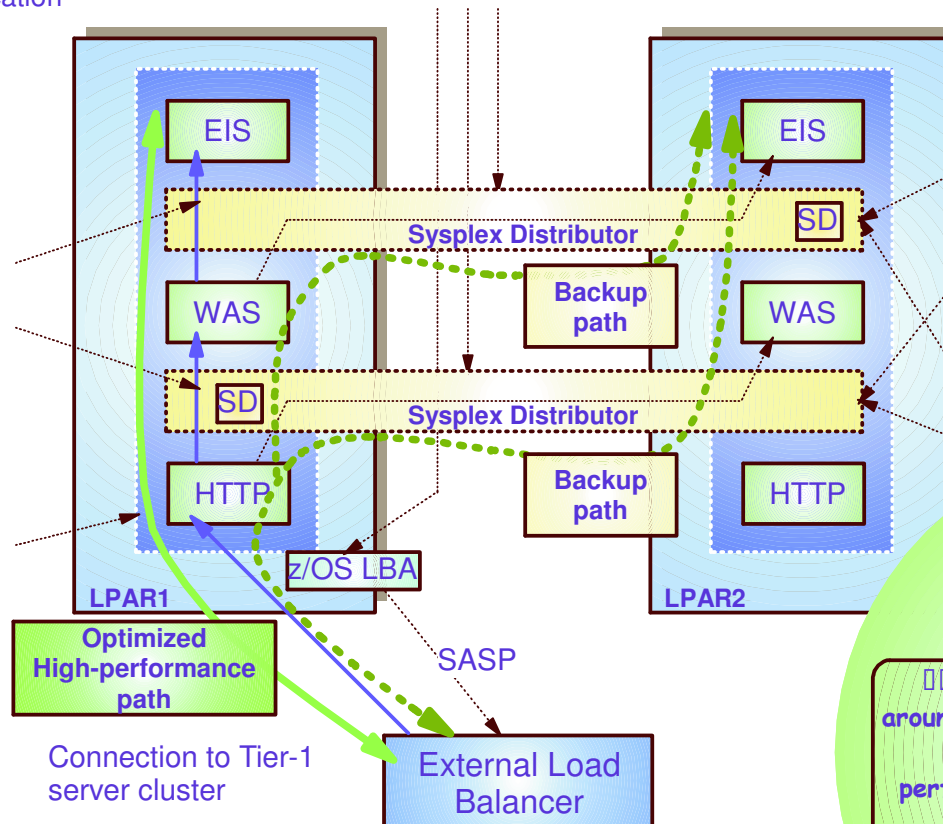 EIS
EIS
SD
Sysplex Distributor
WAS
Backup
path
WAS
SD
Sysplex Distributor
HTTP
Backup
path
HTTP
z/OS LBA
LPAR1
LPAR2
Optimized
High-performance
path
SASP
Connection to Tier-1
server cluster
External Load
Balancer